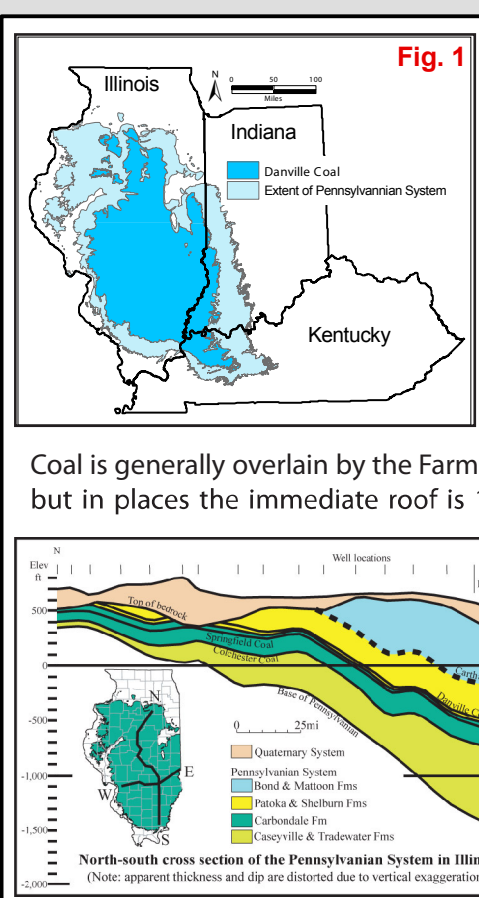 Fig. 1
Illinois
N
0 50 100
Miles
Indiana
Danville Coal
Extent of Pennsylvannian System
Kentucky
Coal is generally overlain by the Farm
but in places the immediate roof is
N
Well locations
Elev
ft
Top of bedrock
500
Springfield Coal
Colchester Coal
0
Carth
Danville C
Base of Pennsylvanian
N
-500
0 25mi
E
Quaternary System
Pennsylvanian System
Bond & Mattoon Fms
W
-1,000
Patoka & Shelburn Fms
Carbondale Fm
-1,500
Caseyville & Tradewater Fms
S
North-south cross section of the Pennsylvanian System in Illin
(Note: apparent thickness and dip are distorted due to vertical exaggeration
-2,000